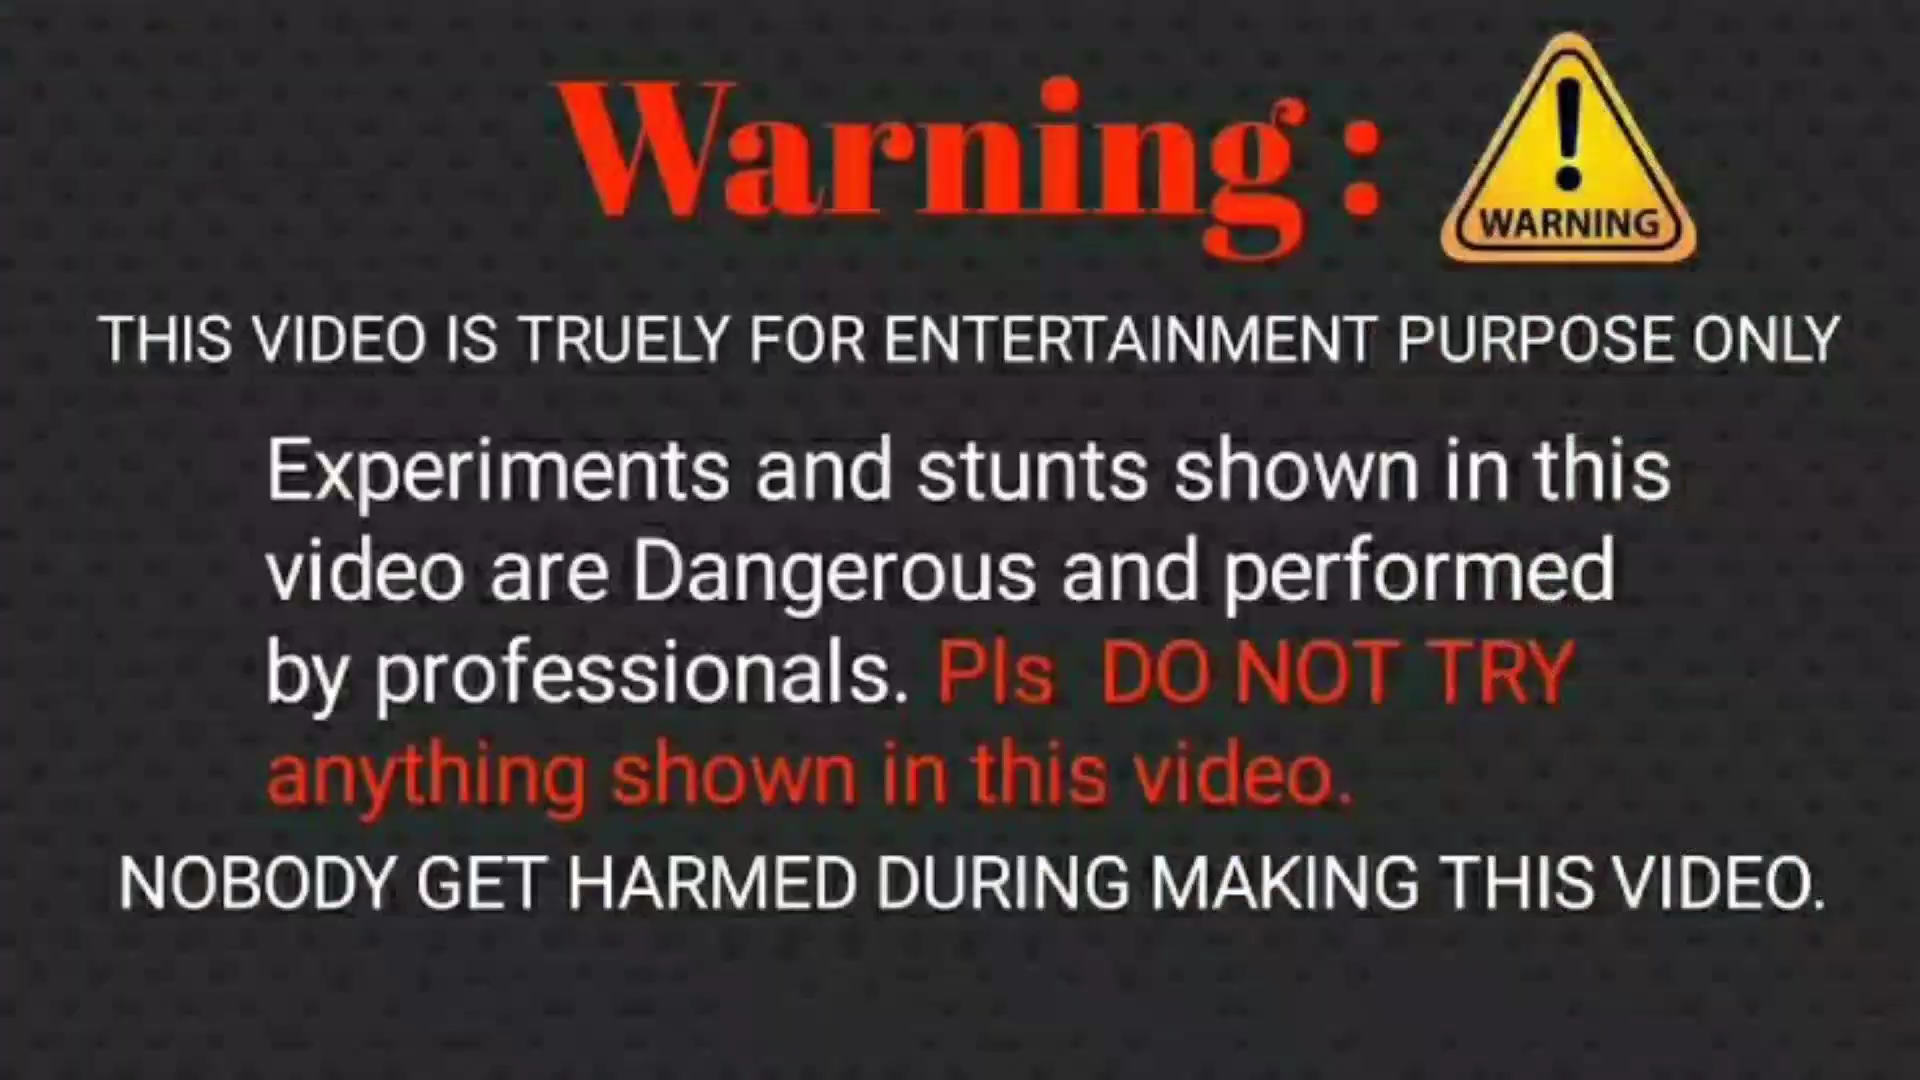 Warning :
WARNING
THIS VIDEO IS TRUELY FOR ENTERTAINMENT PURPOSE ONLY
Experiments and stunts shown in this
video are Dangerous and performed
by professionals. Pls DO NOT TRY
anything shown in this video.
NOBODY GET HARMED DURING MAKING THIS VIDEO.